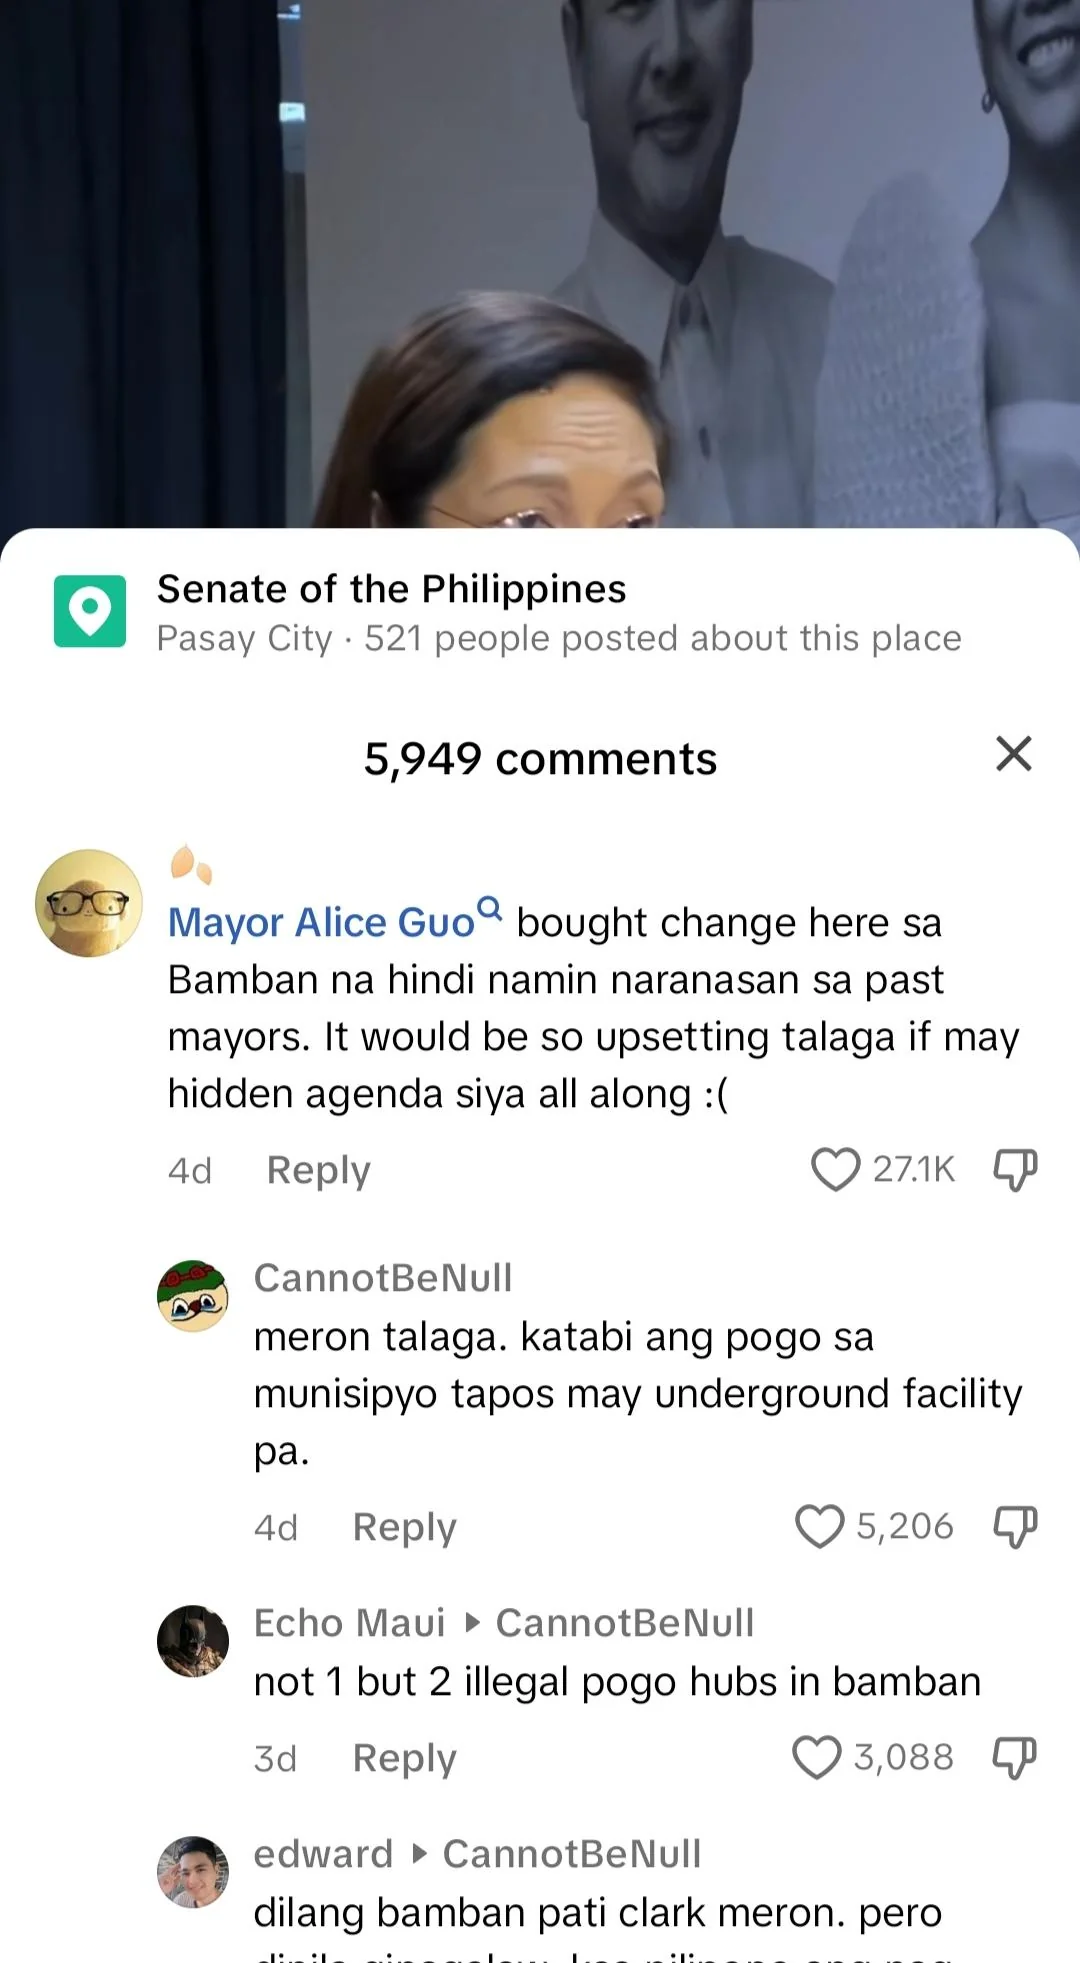 Senate of the Philippines
Pasay City · 521 people posted about this place
5,949 comments
Mayor Alice Guo bought change here sa
Bamban na hindi namin naranasan sa past
mayors. It would be so upsetting talaga if may
hidden agenda siya all along :(
4d Reply 27.1K
CannotBeNull
meron talaga. katabi ang pogo sa
munisipyo tapos may underground facility
pa.
4d Reply 5,206
Echo Maui ▸ CannotBeNull
not 1 but 2 illegal pogo hubs in bamban
3d Reply 3,088
edward ▸ CannotBeNull
dilang bamban pati clark meron. pero